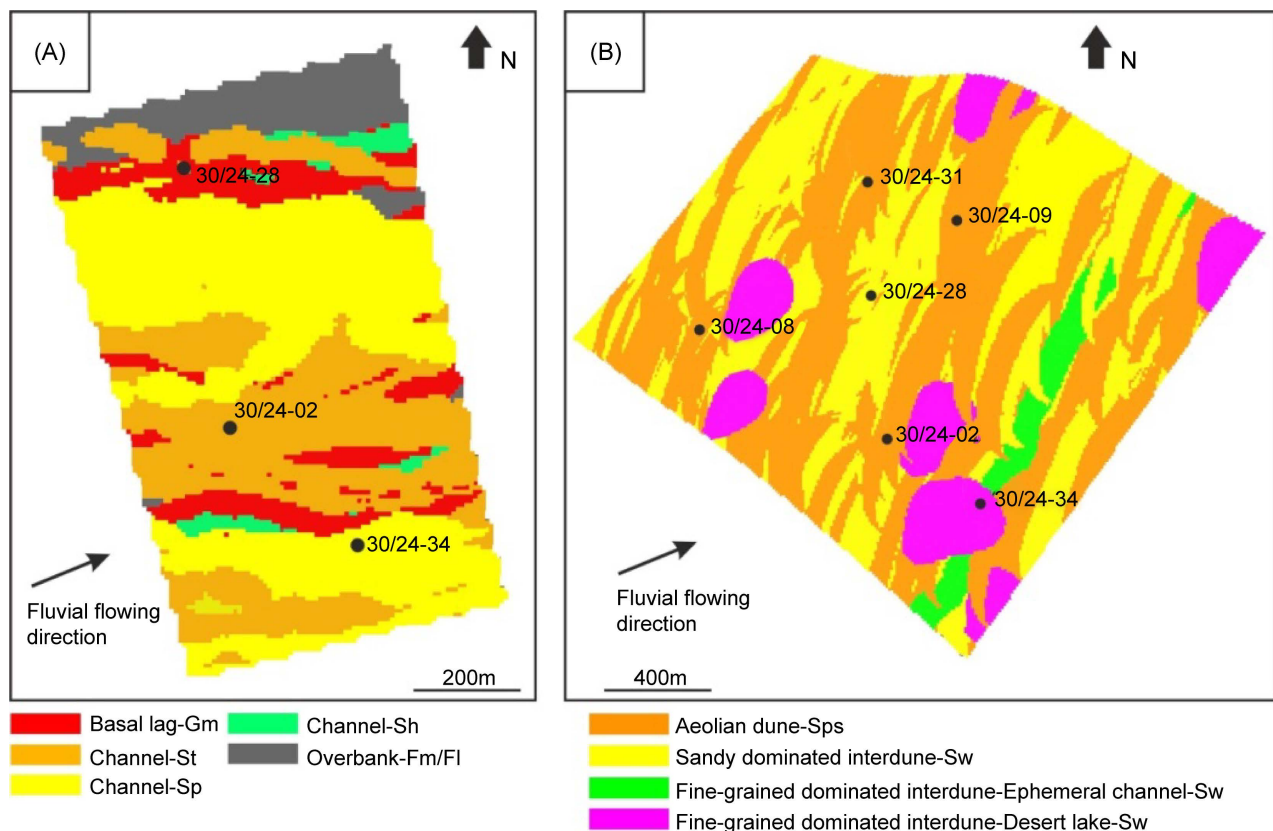 (A)
N
30/24-28
30/24-02
30/24-34
Fluvial flowing
direction
200m
Basal lag-Gm
Channel-St
Channel-Sp
Channel-Sh
Overbank-Fm/Fl
(B)
N
30/24-31
30/24-09
30/24-28
30/24-08
30/24-02
30/24-34
Fluvial flowing
direction
400m
Aeolian dune-Sps
Sandy dominated interdune-Sw
Fine-grained dominated interdune-Ephemeral channel-Sw
Fine-grained dominated interdune-Desert lake-Sw